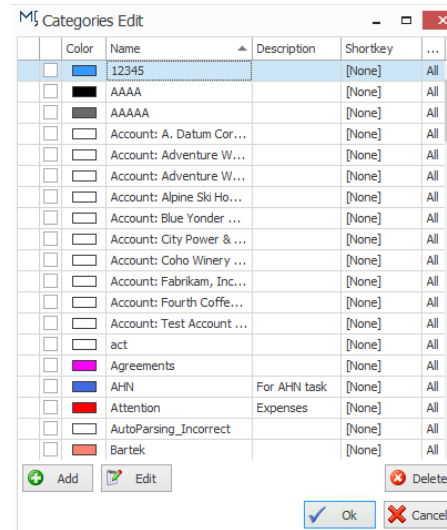 Categories Edit
Color Name Description Shortkey ...
12345 [None] All
AAAA [None] All
AAAAA [None] All
Account: A. Datum Cor... [None] All
Account: Adventure W... [None] All
Account: Adventure W... [None] All
Account: Alpine Ski Ho... [None] All
Account: Blue Yonder ... [None] All
Account: City Power & ... [None] All
Account: Coho Winery ... [None] All
Account: Fabrikam, Inc... [None] All
Account: Fourth Coffe... [None] All
Account: Test Account ... [None] All
act [None] All
Agreements [None] All
AHN For AHN task [None] All
Attention Expenses [None] All
AutoParsing_Incorrect [None] All
Bartek [None] All
Add Edit Delete
Ok Cancel